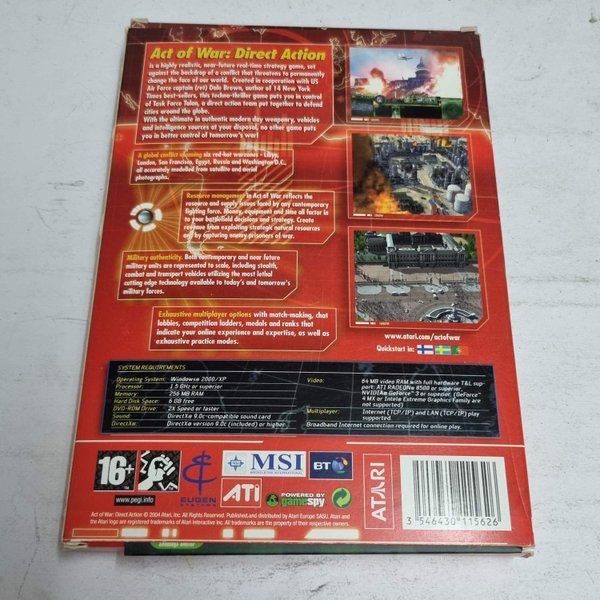 Act of War: Direct Action
Is a highly realistic, near-future real-time strategy game, set
against the backdrop of a conflict that threatens to permanently
change the face of our world. Created in cooperation with US
Air Force captain (ret) Dale Brown, author of 14 New York
Times best-sellers, this techno-thriller game puts you in control
of Task Force Talon, a direct action team put together to defend
cities around the globe.
With the ultimate in authentic modern day weaponry, vehicles
and intelligence sources at your disposal, no other game puts
you in better control of tomorrow's war!
A global conflict spanning six red-hot warzones - Libya,
London, San Francisco, Egypt, Russia and Washington D.C.,
all accurately modelled from satellite and aerial
photographs.
Resource management in Act of War reflects the
resource and supply issues faced by any contemporary
fighting force. Money, equipment and time all factor in
to your battlefield decisions and strategy. Create
revenue from exploiting strategic natural resources
and by capturing enemy prisoners of war.
Military authenticity. Both contemporary and near future
military units are represented to scale, including stealth,
combat and transport vehicles utilizing the most lethal
cutting edge technology available to today's and tomorrow's
military forces.
Exhaustive multiplayer options with match-making, chat
lobbies, competition ladders, medals and ranks that
indicate your online experience and expertise, as well as
exhaustive practice modes.
www.atari.com/actofwar
Quickstart in:
SYSTEM REQUIREMENTS
Operating System: Windows® 2000/XP
Processor: 1.5 GHz or superior
Memory: 256 MB RAM
Hard Disk Space: 6 GB free
DVD-ROM Drive: 2X Speed or faster
Sound: DirectX® 9.0c-compatible sound card
DirectX®: DirectX® version 9.0c (included) or higher
Video: 64 MB video RAM with full hardware T&L sup-
port: ATI RADEON® 8500 or superior,
NVIDIA® GeForce™ 3 or superior. (GeForce™
4 MX or Intel® Extreme Graphics Family are
not supported)
Multiplayer: Internet (TCP/IP) and LAN (TCP/IP) play
supported.
Broadband Internet connection required for online play.
16+
www.pegi.info
EUGEN
SYSTEMS
MSI
MICRO-STAR INTERNATIONAL
BT
ATI
POWERED BY
gamespy
ATARI
3 546430 115626
Act of War: Direct Action © 2004 Atari, Inc. All Rights Reserved. Published and distributed by Atari Europe SASU. Atari and
the Atari logo are registered trademarks of Atari Interactive Inc. All trademarks are the property of their respective owners.